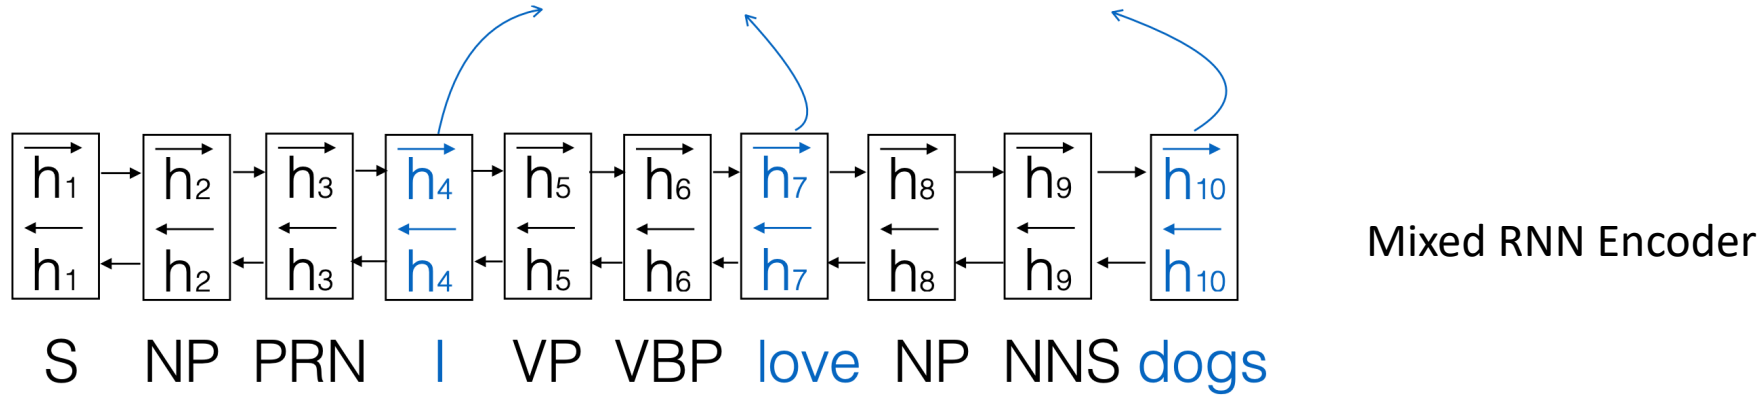 h1 h2 h3 h4 h5 h6 h7 h8 h9 h10
Mixed RNN Encoder
h1 h2 h3 h4 h5 h6 h7 h8 h9 h10
S NP PRN I VP VBP love NP NNS dogs